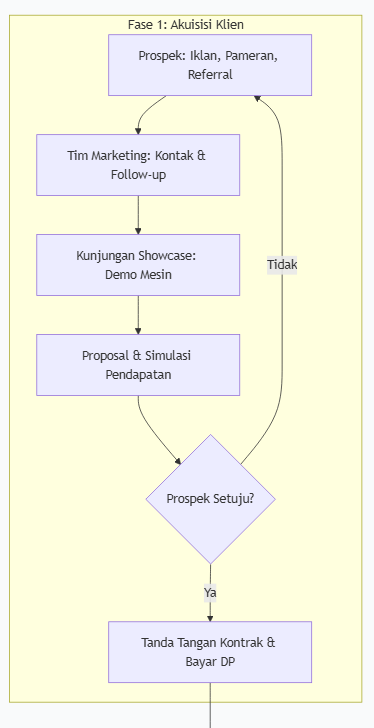 Fase 1: Akuisisi Klien
Prospek: Iklan, Pameran,
Referral
Tim Marketing: Kontak &
Follow-up
Kunjungan Showcase:
Demo Mesin
Tidak
Proposal & Simulasi
Pendapatan
Prospek Setuju?
Ya
Tanda Tangan Kontrak &
Bayar DP